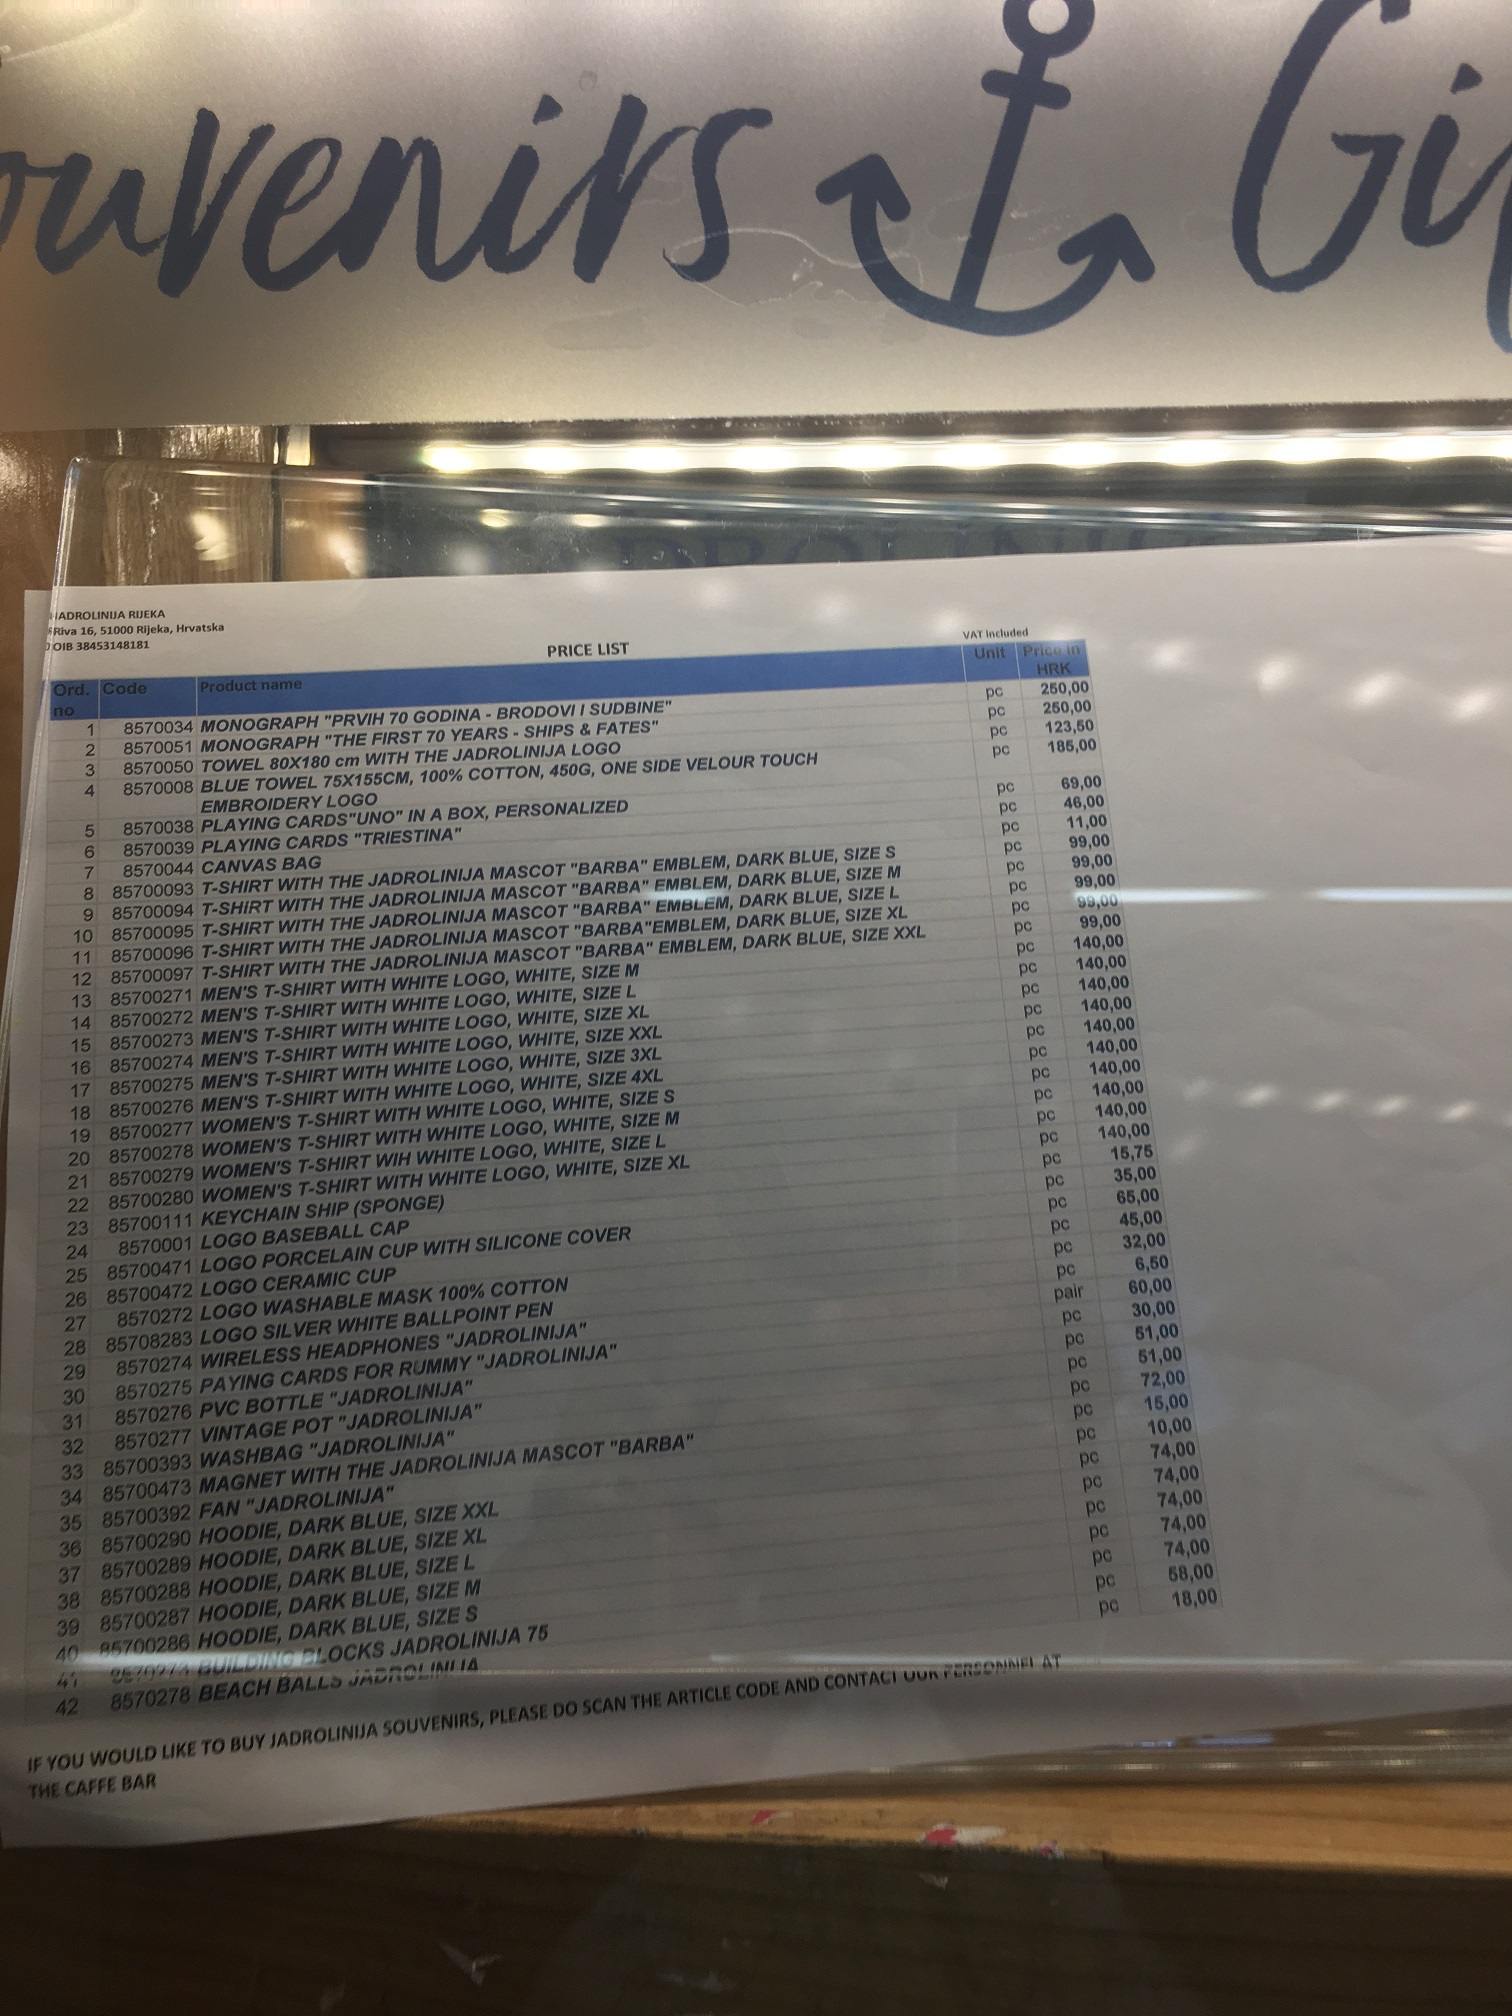 ouvenirs Gif
JADROLINIJA RIJEKA
Riva 16, 51000 Rijeka, Hrvatska
OIB 38453148181
PRICE LIST
VAT Included
Ord. no Code Product name Unit Price in HRK
1 8570034 MONOGRAPH "PRVIH 70 GODINA - BRODOVI I SUDBINE" pc 250,00
2 8570051 MONOGRAPH "THE FIRST 70 YEARS - SHIPS & FATES" pc 250,00
3 8570050 TOWEL 80X180 cm WITH THE JADROLINIJA LOGO pc 123,50
4 8570008 BLUE TOWEL 75X155CM, 100% COTTON, 450G, ONE SIDE VELOUR TOUCH pc 185,00
EMBROIDERY LOGO
5 8570038 PLAYING CARDS"UNO" IN A BOX, PERSONALIZED pc 69,00
6 8570039 PLAYING CARDS "TRIESTINA" pc 46,00
7 8570044 CANVAS BAG pc 11,00
8 85700093 T-SHIRT WITH THE JADROLINIJA MASCOT "BARBA" EMBLEM, DARK BLUE, SIZE S pc 99,00
9 85700094 T-SHIRT WITH THE JADROLINIJA MASCOT "BARBA" EMBLEM, DARK BLUE, SIZE M pc 99,00
10 85700095 T-SHIRT WITH THE JADROLINIJA MASCOT "BARBA" EMBLEM, DARK BLUE, SIZE L pc 99,00
11 85700096 T-SHIRT WITH THE JADROLINIJA MASCOT "BARBA"EMBLEM, DARK BLUE, SIZE XL pc 99,00
12 85700097 T-SHIRT WITH THE JADROLINIJA MASCOT "BARBA" EMBLEM, DARK BLUE, SIZE XXL pc 99,00
13 85700271 MEN'S T-SHIRT WITH WHITE LOGO, WHITE, SIZE M pc 140,00
14 85700272 MEN'S T-SHIRT WITH WHITE LOGO, WHITE, SIZE L pc 140,00
15 85700273 MEN'S T-SHIRT WITH WHITE LOGO, WHITE, SIZE XL pc 140,00
16 85700274 MEN'S T-SHIRT WITH WHITE LOGO, WHITE, SIZE XXL pc 140,00
17 85700275 MEN'S T-SHIRT WITH WHITE LOGO, WHITE, SIZE 3XL pc 140,00
18 85700276 MEN'S T-SHIRT WITH WHITE LOGO, WHITE, SIZE 4XL pc 140,00
19 85700277 WOMEN'S T-SHIRT WITH WHITE LOGO, WHITE, SIZE S pc 140,00
20 85700278 WOMEN'S T-SHIRT WITH WHITE LOGO, WHITE, SIZE M pc 140,00
21 85700279 WOMEN'S T-SHIRT WIH WHITE LOGO, WHITE, SIZE L pc 140,00
22 85700280 WOMEN'S T-SHIRT WITH WHITE LOGO, WHITE, SIZE XL pc 140,00
23 85700111 KEYCHAIN SHIP (SPONGE) pc 15,75
24 8570001 LOGO BASEBALL CAP pc 35,00
25 85700471 LOGO PORCELAIN CUP WITH SILICONE COVER pc 65,00
26 85700472 LOGO CERAMIC CUP pc 45,00
27 8570272 LOGO WASHABLE MASK 100% COTTON pc 32,00
28 85708283 LOGO SILVER WHITE BALLPOINT PEN pc 6,50
29 8570274 WIRELESS HEADPHONES "JADROLINIJA" pair 60,00
30 8570275 PAYING CARDS FOR RUMMY "JADROLINIJA" pc 30,00
31 8570276 PVC BOTTLE "JADROLINIJA" pc 51,00
32 8570277 VINTAGE POT "JADROLINIJA" pc 51,00
33 85700393 WASHBAG "JADROLINIJA" pc 72,00
34 85700473 MAGNET WITH THE JADROLINIJA MASCOT "BARBA" pc 15,00
35 85700392 FAN "JADROLINIJA" pc 10,00
36 85700290 HOODIE, DARK BLUE, SIZE XXL pc 74,00
37 85700289 HOODIE, DARK BLUE, SIZE XL pc 74,00
38 85700288 HOODIE, DARK BLUE, SIZE L pc 74,00
39 85700287 HOODIE, DARK BLUE, SIZE M pc 74,00
40 85700286 HOODIE, DARK BLUE, SIZE S pc 74,00
41 BUILDING BLOCKS JADROLINIJA 75 pc 58,00
42 8570278 BEACH BALLS JADROLINIJA pc 18,00
IF YOU WOULD LIKE TO BUY JADROLINIJA SOUVENIRS, PLEASE DO SCAN THE ARTICLE CODE AND CONTACT OUR PERSONNEL AT
THE CAFFE BAR